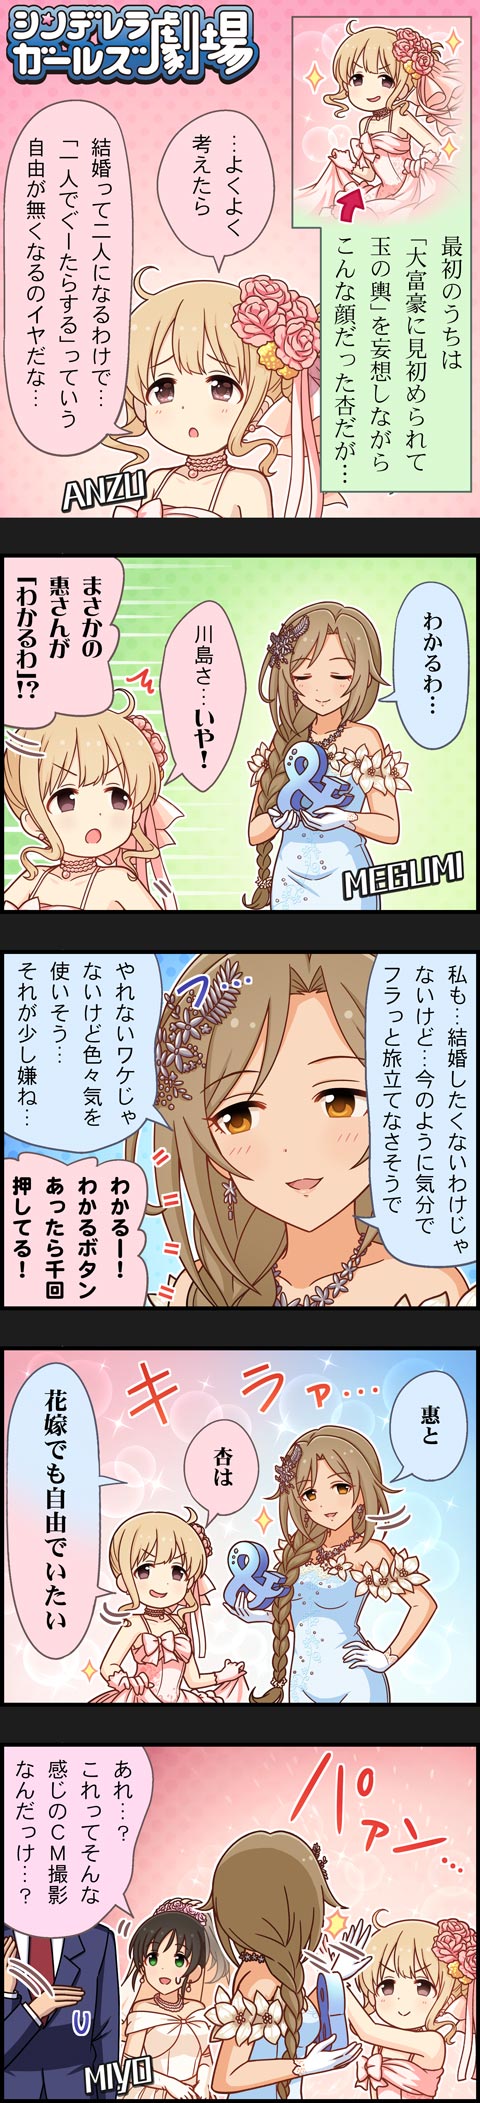 シンデレラ
ガールズ劇場
最初のうちは
「大富豪に見初められて
玉の輿」を妄想しながら
こんな顔だった杏だが…
…よくよく
考えたら
結婚って二人になるわけで…
「一人でぐーたらする」っていう
自由が無くなるのイヤだな…
ANZU
わかるわ…
川島さ…いや！
まさかの
惠さんが
「わかるわ」!?
&
MEGUMI
私も…結婚したくないわけじゃ
ないけど…今のように気分で
フラっと旅立てなさそうで
フ…
やれないワケじゃ
ないけど色々気を
使いそう…
それが少し嫌ね…
わかるー！
わかるボタン
あったら千回
押してる！
キラァ…
惠と
&
杏は
花嫁でも自由でいたい
パァン…
あれ…？
これってそんな
感じのCM撮影
なんだっけ…？
MIYO